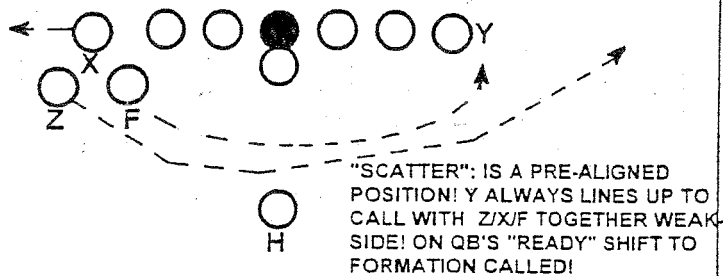 Y
X
Z F
"SCATTER": IS A PRE-ALIGNED
POSITION! Y ALWAYS LINES UP TO
CALL WITH Z/X/F TOGETHER WEAK-
SIDE! ON QB'S "READY" SHIFT TO
H FORMATION CALLED!